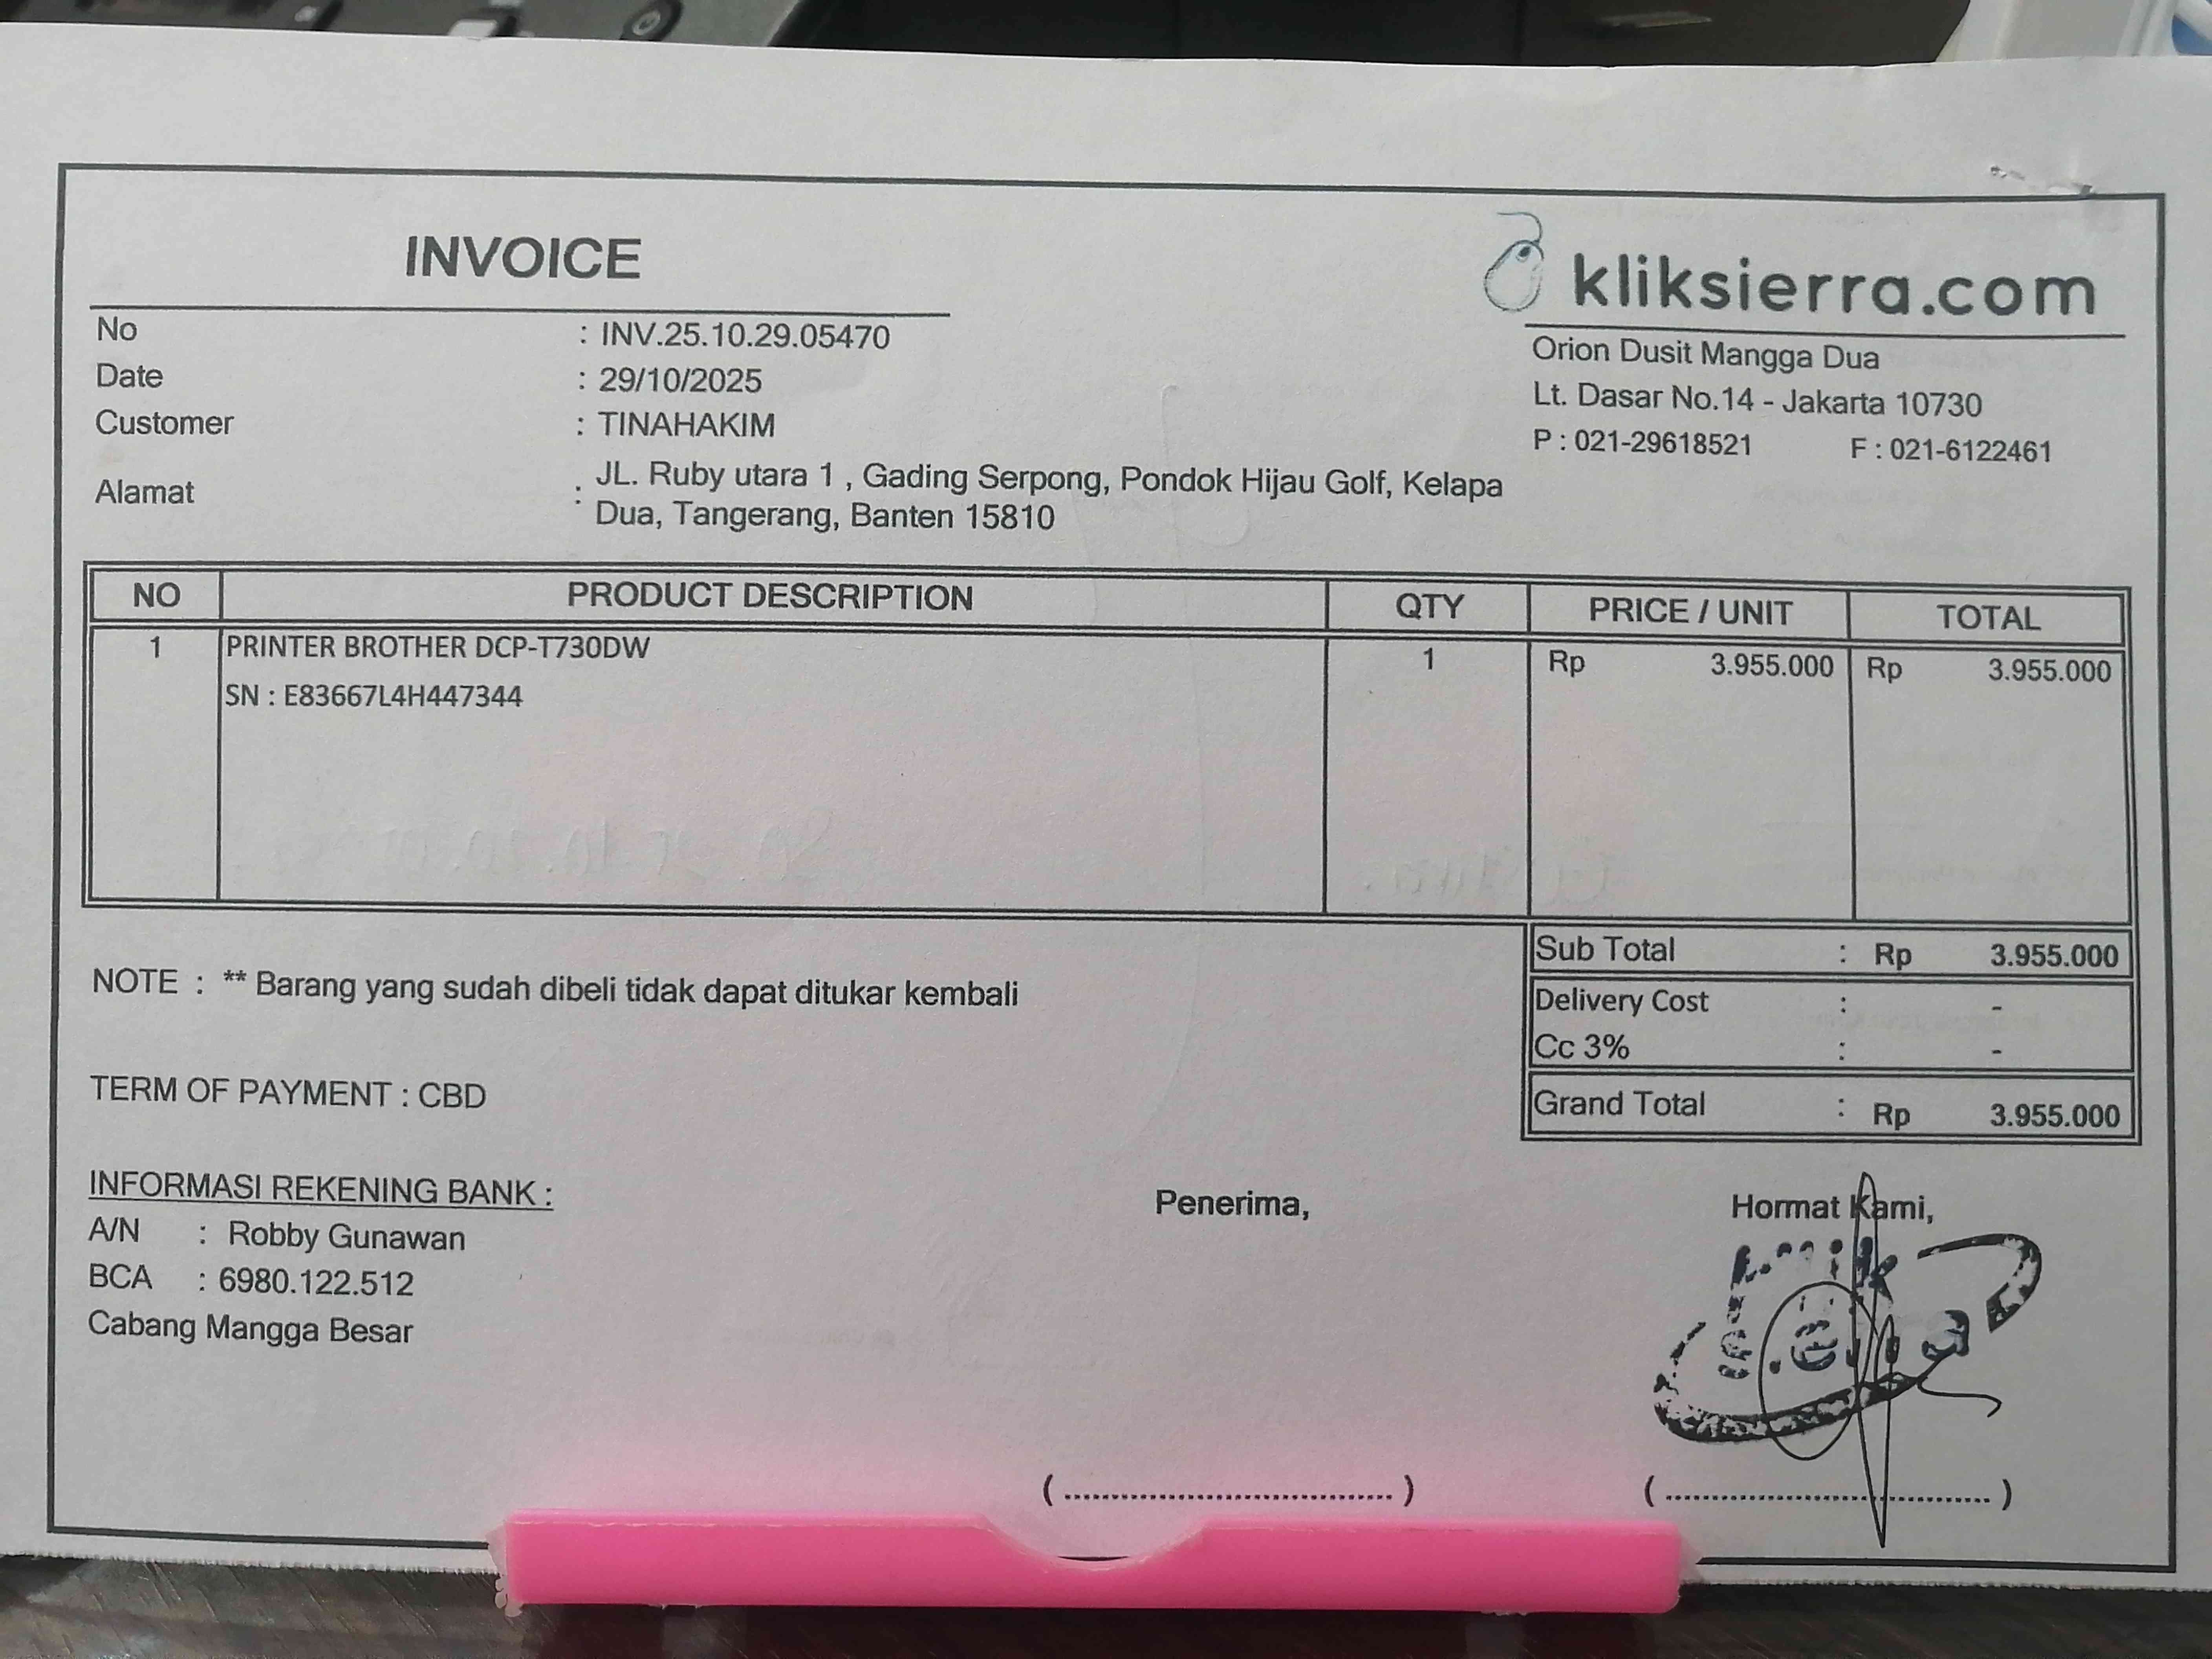 INVOICE
kliksierra.com
No : INV.25.10.29.05470
Date : 29/10/2025
Customer : TINAHAKIM
Alamat : JL. Ruby utara 1 , Gading Serpong, Pondok Hijau Golf, Kelapa
Dua, Tangerang, Banten 15810
Orion Dusit Mangga Dua
Lt. Dasar No.14 - Jakarta 10730
P : 021-29618521 F : 021-6122461
NO PRODUCT DESCRIPTION QTY PRICE / UNIT TOTAL
1 PRINTER BROTHER DCP-T730DW 1 Rp 3.955.000 Rp 3.955.000
SN : E83667L4H447344
Sub Total : Rp 3.955.000
Delivery Cost : -
Cc 3% : -
Grand Total : Rp 3.955.000
NOTE : ** Barang yang sudah dibeli tidak dapat ditukar kembali
TERM OF PAYMENT : CBD
INFORMASI REKENING BANK :
A/N : Robby Gunawan
BCA : 6980.122.512
Cabang Mangga Besar
Penerima,
Hormat Kami,